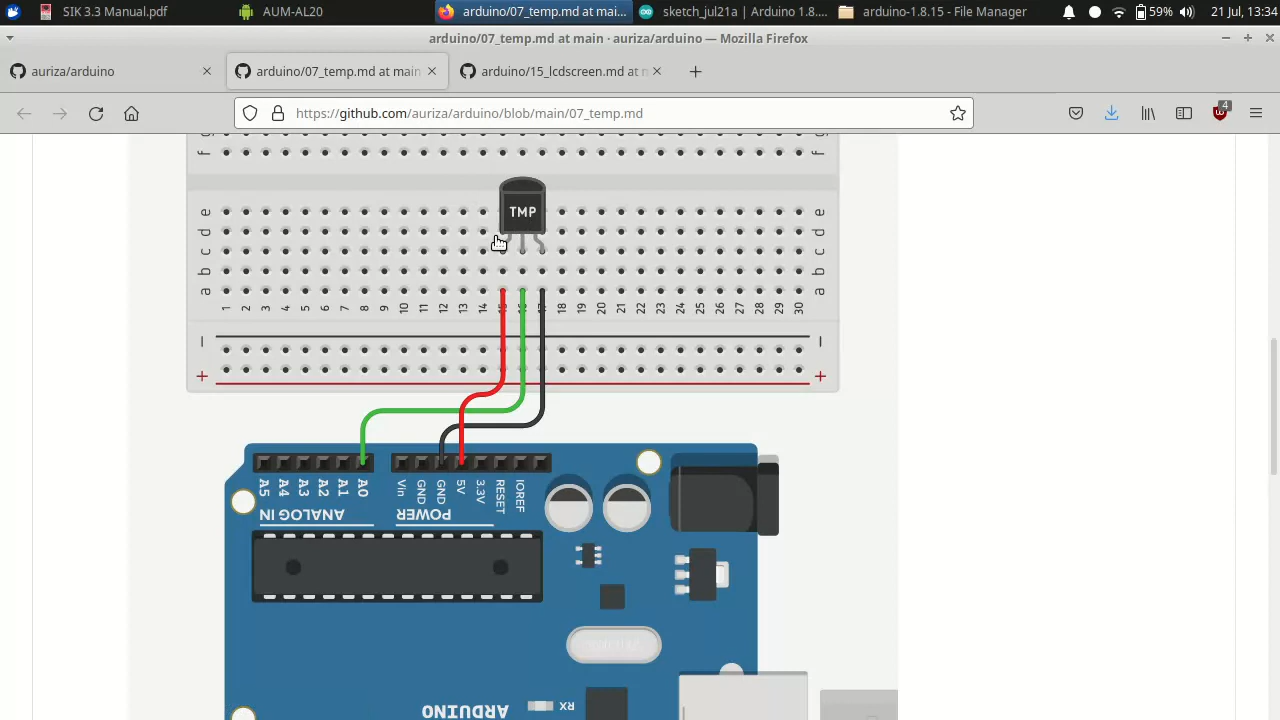 SIK 3.3 Manual.pdf AUM-AL20 arduino/07_temp.md at mai... sketch_jul21a | Arduino 1.8.... arduino-1.8.15 - File Manager 59% 21 Jul, 13:34
arduino/07_temp.md at main · auriza/arduino — Mozilla Firefox
auriza/arduino arduino/07_temp.md at main arduino/15_lcdscreen.md at m
https://github.com/auriza/arduino/blob/main/07_temp.md 4
f f
TMP
e e
d d
c c
b b
a a
1 2 3 4 5 6 7 8 9 10 11 12 13 14 18 19 20 21 22 23 24 25 26 27 28 29 30
— —
+ +
A5 A4 A3 A2 A1 A0 Vin GND GND 5V 3.3V RESET IOREF
ANALOG IN POWER
RX
ARDUINO